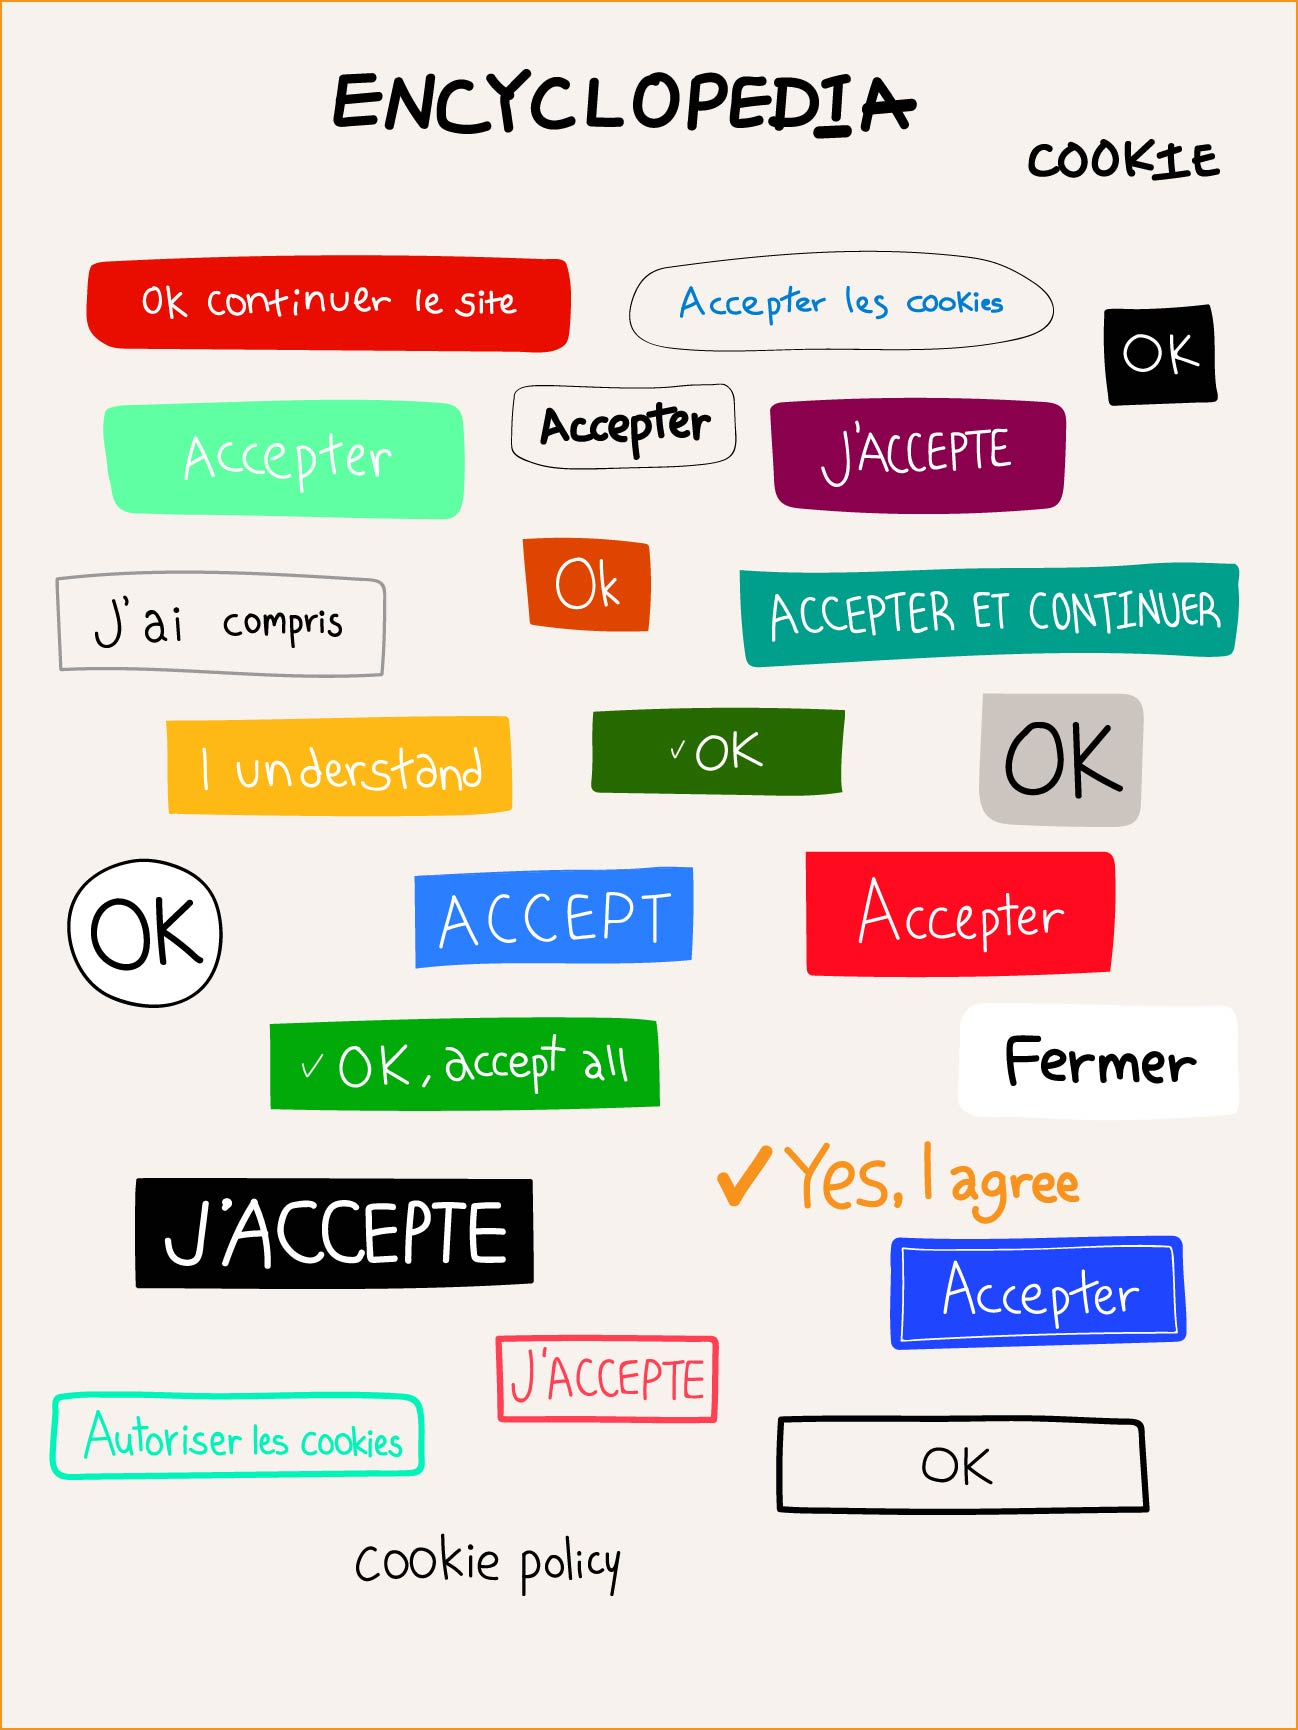 ENCYCLOPEDIA
COOKIE
Ok continuer le site
Accepter les cookies
OK
Accepter
Accepter
J'ACCEPTE
J'ai compris
Ok
ACCEPTER ET CONTINUER
I understand
✓OK
OK
OK
ACCEPT
Accepter
✓OK, accept all
Fermer
✓Yes, I agree
J'ACCEPTE
Accepter
J'ACCEPTE
Autoriser les cookies
OK
cookie policy